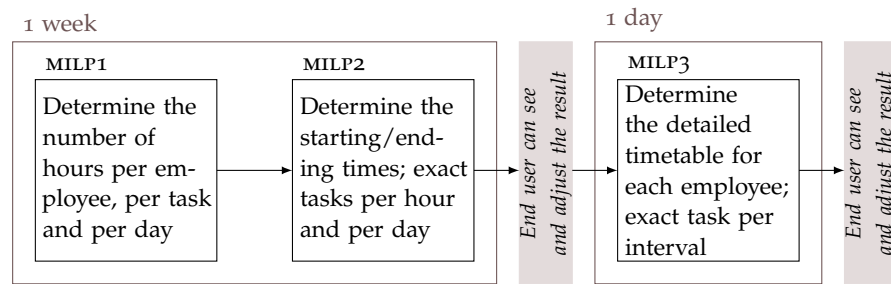 1 week
MILP1
Determine the
number of
hours per em-
ployee, per task
and per day
MILP2
Determine the
starting/end-
ing times; exact
tasks per hour
and per day
End user can see
and adjust the result
1 day
MILP3
Determine
the detailed
timetable for
each employee;
exact task per
interval
End user can see
and adjust the result